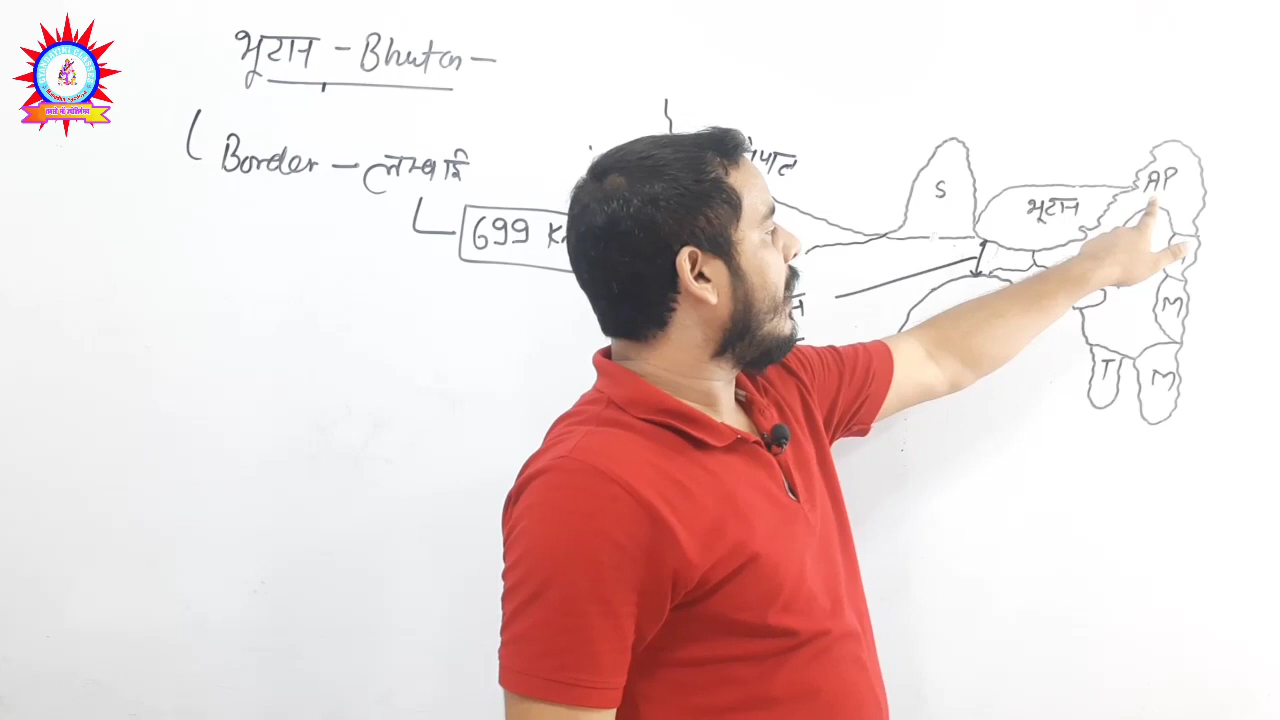 भूटान - Bhutan -
Border - लम्बाई
699 K
पाल
S
भूटान
AP
M
T
M